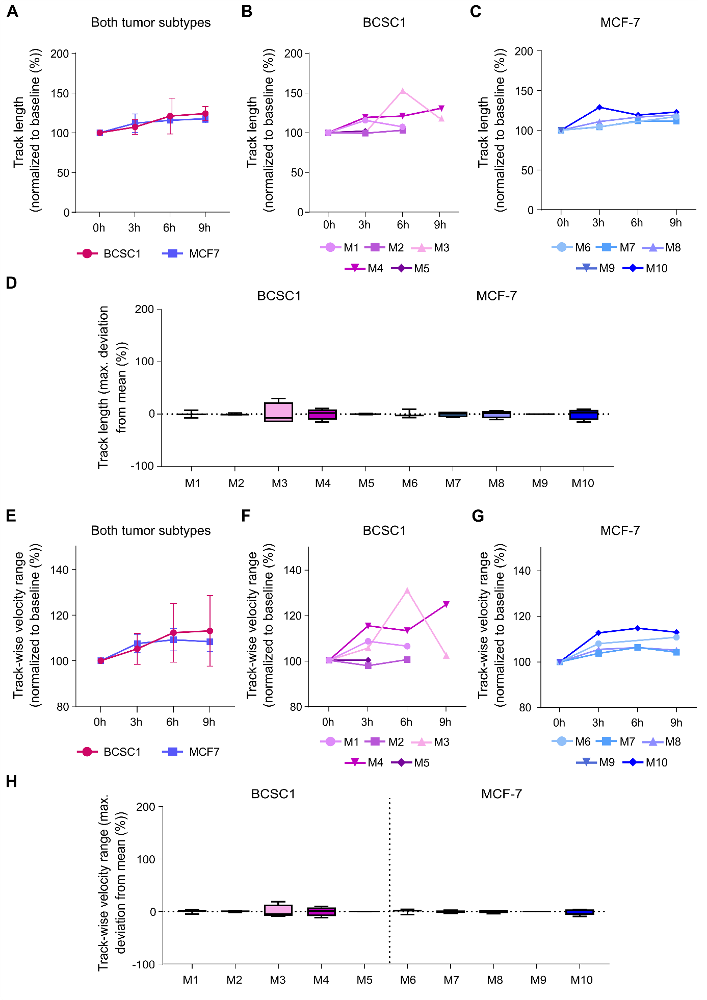 A
Both tumor subtypes
Track length
(normalized to baseline (%))
200
150
100
50
0
0h 3h 6h 9h
BCSC1 MCF7
B
BCSC1
Track length
(normalized to baseline (%))
200
150
100
50
0
0h 3h 6h 9h
M1 M2 M3
M4 M5
C
MCF-7
Track length
(normalized to baseline (%))
200
150
100
50
0
0h 3h 6h 9h
M6 M7 M8
M9 M10
D
BCSC1 MCF-7
Track length (max. deviation
from mean (%))
200
100
0
-100
M1 M2 M3 M4 M5 M6 M7 M8 M9 M10
E
Both tumor subtypes
Track-wise velocity range
(normalized to baseline (%))
140
120
100
80
0h 3h 6h 9h
BCSC1 MCF7
F
BCSC1
Track-wise velocity range
(normalized to baseline (%))
140
120
100
80
0h 3h 6h 9h
M1 M2 M3
M4 M5
G
MCF-7
Track-wise velocity range
(normalized to baseline (%))
140
120
100
80
0h 3h 6h 9h
M6 M7 M8
M9 M10
H
BCSC1 MCF-7
Track-wise velocity range (max.
deviation from mean (%))
200
100
0
-100
M1 M2 M3 M4 M5 M6 M7 M8 M9 M10